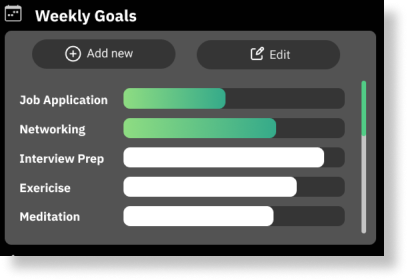 Weekly Goals
Add new
Edit
Job Application
Networking
Interview Prep
Exericise
Meditation